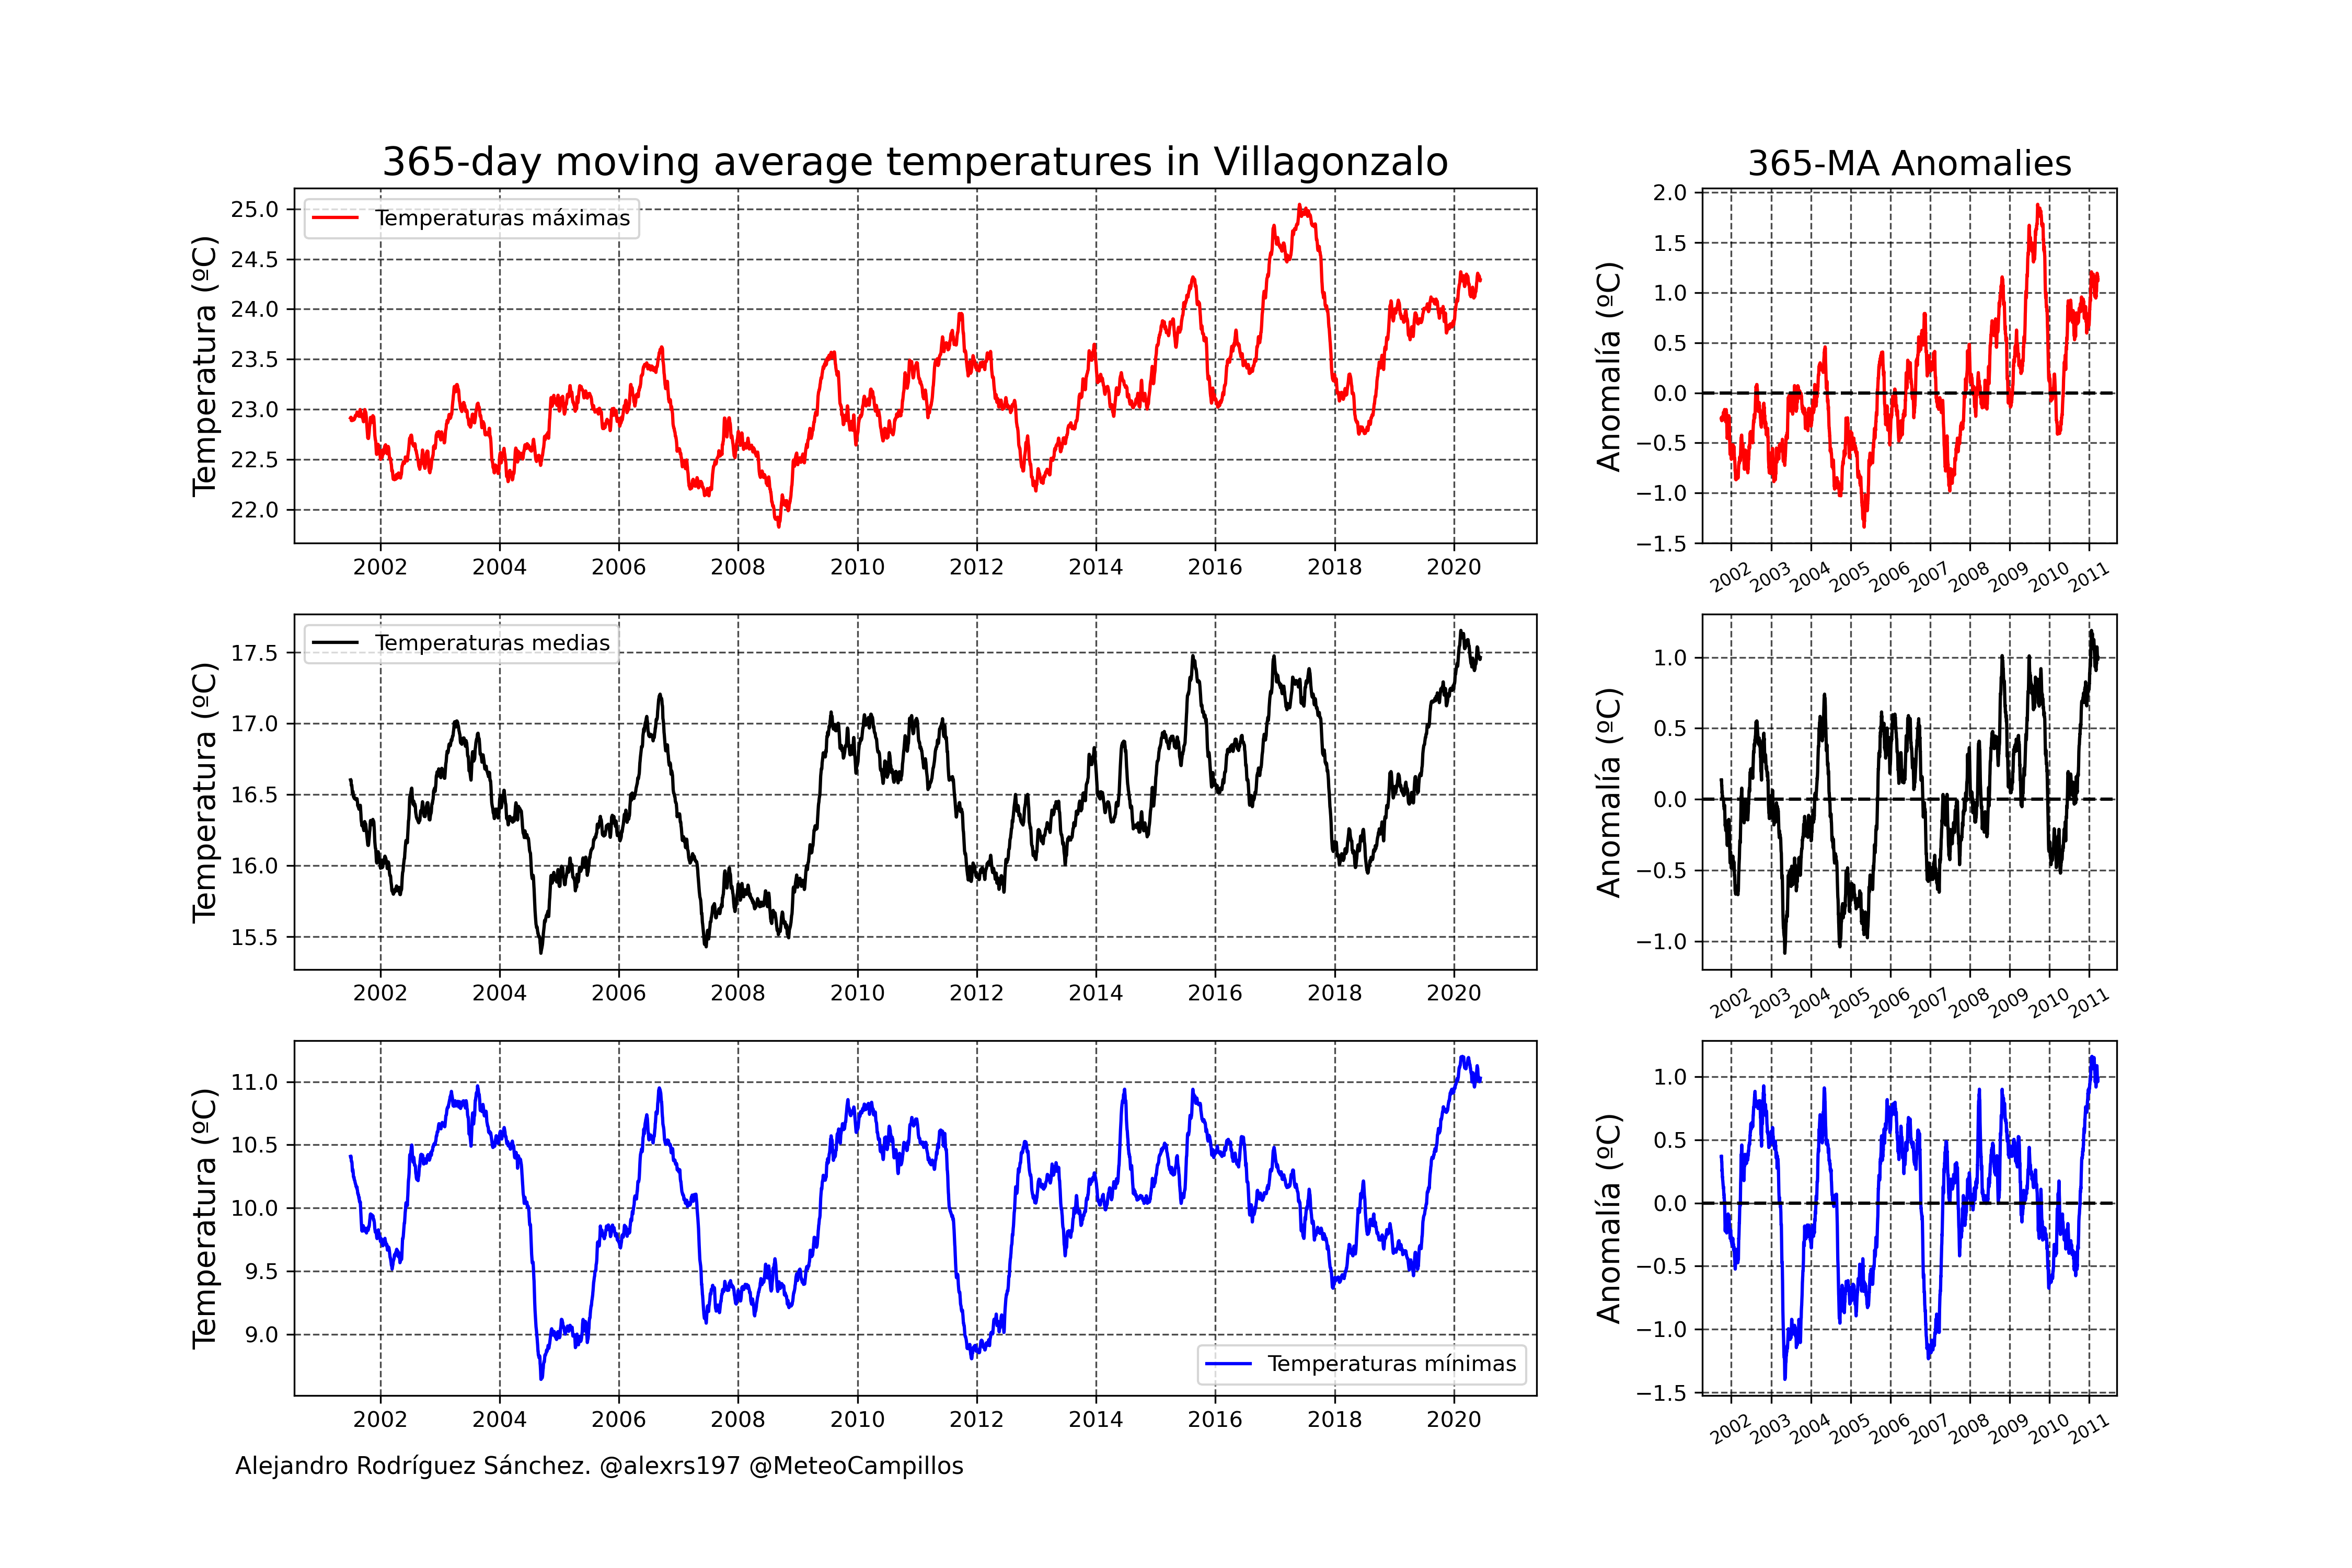 365-day moving average temperatures in Villagonzalo
365-MA Anomalies
Temperatura (ºC)
25.0
24.5
24.0
23.5
23.0
22.5
22.0
Temperaturas máximas
2002 2004 2006 2008 2010 2012 2014 2016 2018 2020
Anomalía (ºC)
2.0
1.5
1.0
0.5
0.0
−0.5
−1.0
−1.5
2002 2003 2004 2005 2006 2007 2008 2009 2010 2011
Temperatura (ºC)
17.5
17.0
16.5
16.0
15.5
Temperaturas medias
2002 2004 2006 2008 2010 2012 2014 2016 2018 2020
Anomalía (ºC)
1.0
0.5
0.0
−0.5
−1.0
2002 2003 2004 2005 2006 2007 2008 2009 2010 2011
Temperatura (ºC)
11.0
10.5
10.0
9.5
9.0
Temperaturas mínimas
2002 2004 2006 2008 2010 2012 2014 2016 2018 2020
Anomalía (ºC)
1.0
0.5
0.0
−0.5
−1.0
−1.5
2002 2003 2004 2005 2006 2007 2008 2009 2010 2011
Alejandro Rodríguez Sánchez. @alexrs197 @MeteoCampillos